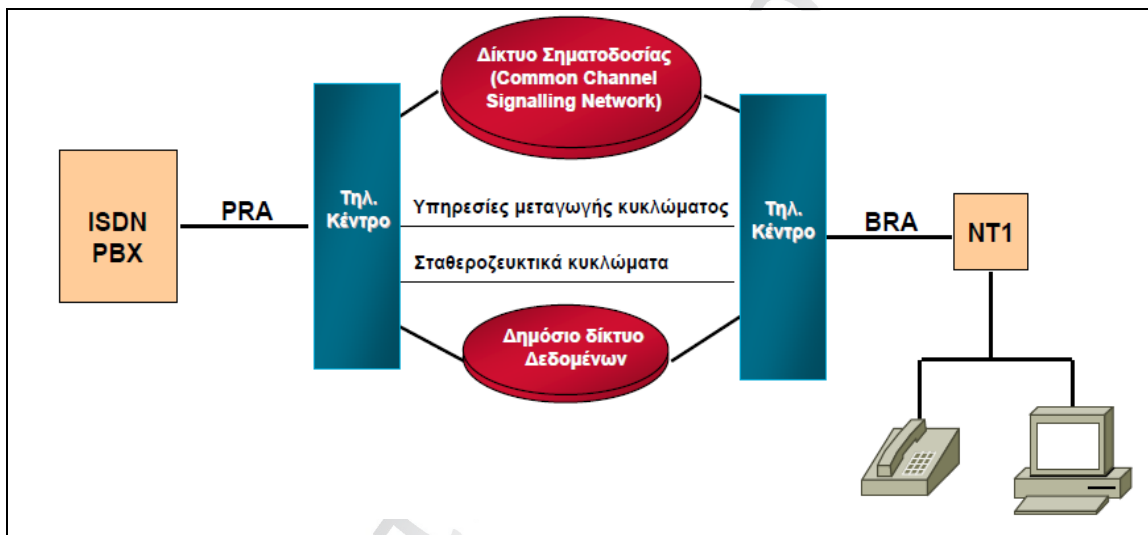 Δίκτυο Σηματοδοσίας
(Common Channel
Signalling Network)
ISDN
PBX
PRA
Τηλ.
Κέντρο
Υπηρεσίες μεταγωγής κυκλώματος
Σταθεροζευκτικά κυκλώματα
Τηλ.
Κέντρο
BRA
NT1
Δημόσιο δίκτυο
Δεδομένων